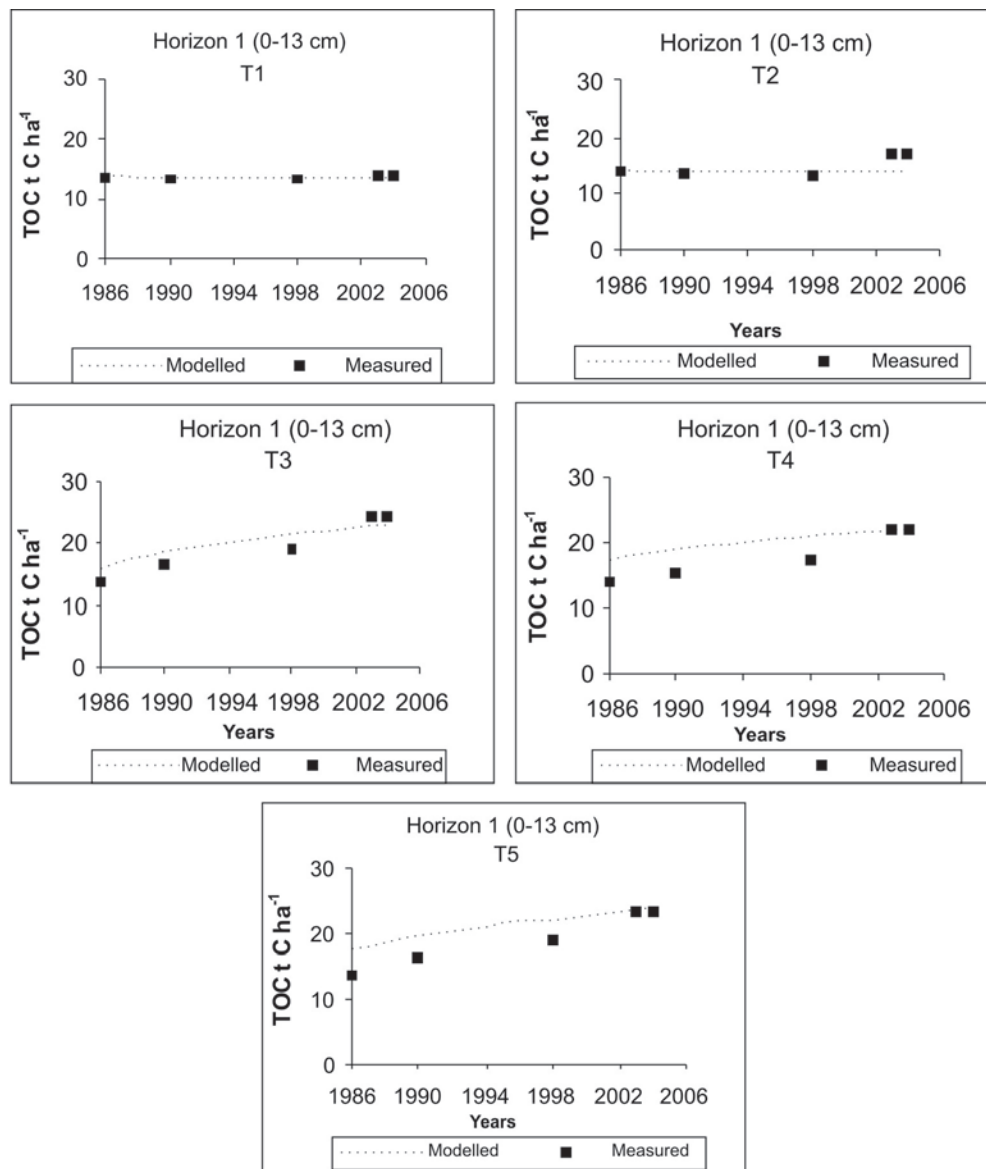 Horizon 1 (0-13 cm)
T1
TOC t C ha-1
30
20
10
0
1986 1990 1994 1998 2002 2006
Modelled Measured
Horizon 1 (0-13 cm)
T2
TOC t C ha-1
30
20
10
0
1986 1990 1994 1998 2002 2006
Years
Modelled Measured
Horizon 1 (0-13 cm)
T3
TOC t C ha-1
30
20
10
0
1986 1990 1994 1998 2002 2006
Years
Modelled Measured
Horizon 1 (0-13 cm)
T4
TOC t C ha-1
30
20
10
0
1986 1990 1994 1998 2002 2006
Years
Modelled Measured
Horizon 1 (0-13 cm)
T5
TOC t C ha-1
30
20
10
0
1986 1990 1994 1998 2002 2006
Years
Modelled Measured